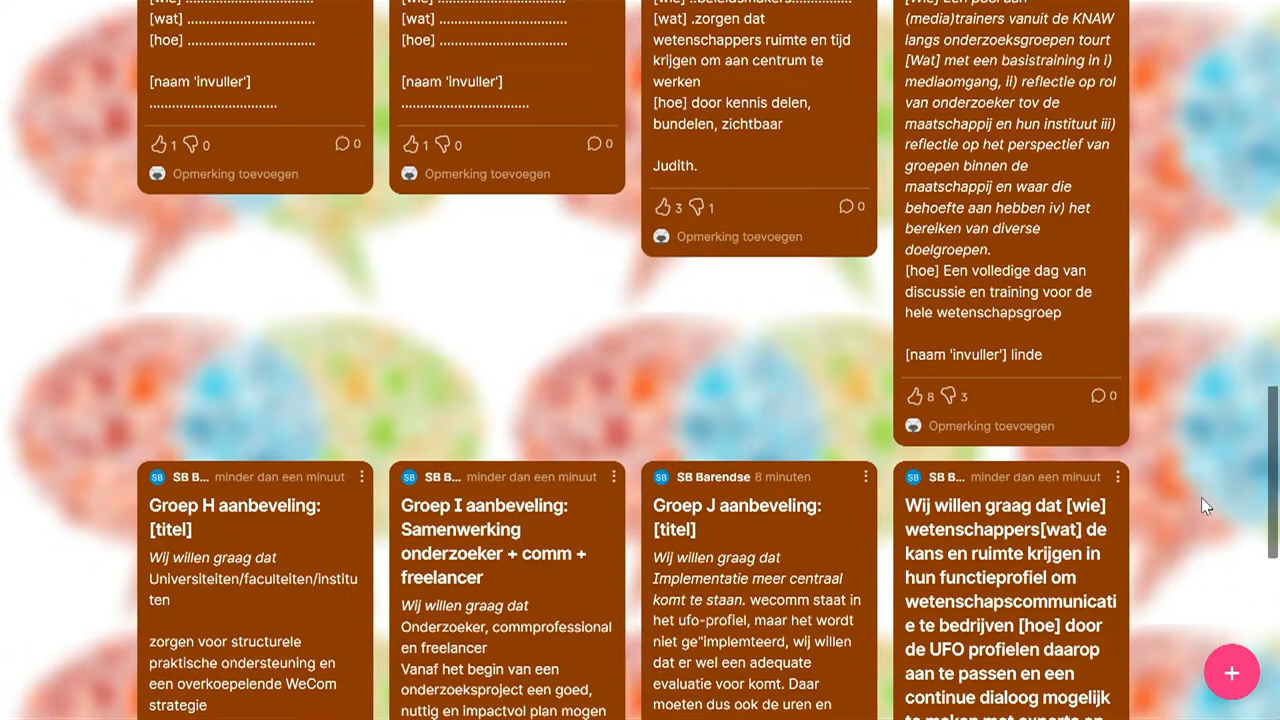 [wat] ...................................
[hoe] ...................................
[naam 'invuller']
...................................
1 0
0
Opmerking toevoegen
[wat] ...................................
[hoe] ...................................
[naam 'invuller']
...................................
1 0
0
Opmerking toevoegen
[wat] .zorgen dat
wetenschappers ruimte en tijd
krijgen om aan centrum te
werken
[hoe] door kennis delen,
bundelen, zichtbaar
Judith.
3 1
0
Opmerking toevoegen
(media)trainers vanuit de KNAW
langs onderzoeksgroepen tourt
[Wat] met een basistraining in i)
mediaomgang, ii) reflectie op rol
van onderzoeker tov de
maatschappij en hun instituut iii)
reflectie op het perspectief van
groepen binnen de
maatschappij en waar die
behoefte aan hebben iv) het
bereiken van diverse
doelgroepen.
[hoe] Een volledige dag van
discussie en training voor de
hele wetenschapsgroep
[naam 'invuller'] linde
8 3
0
Opmerking toevoegen
SB SB B... minder dan een minuut
Groep H aanbeveling:
[titel]
Wij willen graag dat
Universiteiten/faculteiten/institu
ten
zorgen voor structurele
praktische ondersteuning en
een overkoepelende WeCom
strategie
SB SB B... minder dan een minuut
Groep I aanbeveling:
Samenwerking
onderzoeker + comm +
freelancer
Wij willen graag dat
Onderzoeker, commprofessional
en freelancer
Vanaf het begin van een
onderzoeksproject een goed,
nuttig en impactvol plan mogen
SB SB Barendse 8 minuten
Groep J aanbeveling:
[titel]
Wij willen graag dat
Implementatie meer centraal
komt te staan. wecomm staat in
het ufo-profiel, maar het wordt
niet ge"implemteerd, wij willen
dat er wel een adequate
evaluatie voor komt. Daar
moeten dus ook de uren en
SB SB B... minder dan een minuut
Wij willen graag dat [wie]
wetenschappers[wat] de
kans en ruimte krijgen in
hun functieprofiel om
wetenschapscommunicati
e te bedrijven [hoe] door
de UFO profielen daarop
aan te passen en een
continue dialoog mogelijk